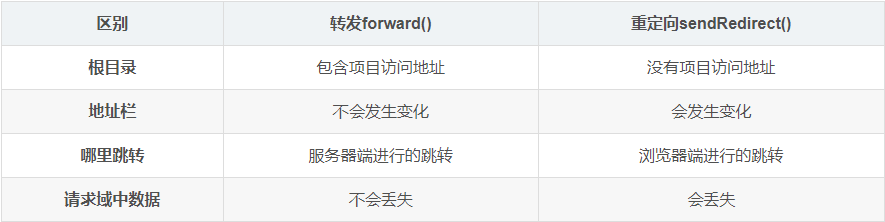 区别 转发forward() 重定向sendRedirect()
根目录 包含项目访问地址 没有项目访问地址
地址栏 不会发生变化 会发生变化
哪里跳转 服务器端进行的跳转 浏览器端进行的跳转
请求域中数据 不会丢失 会丢失